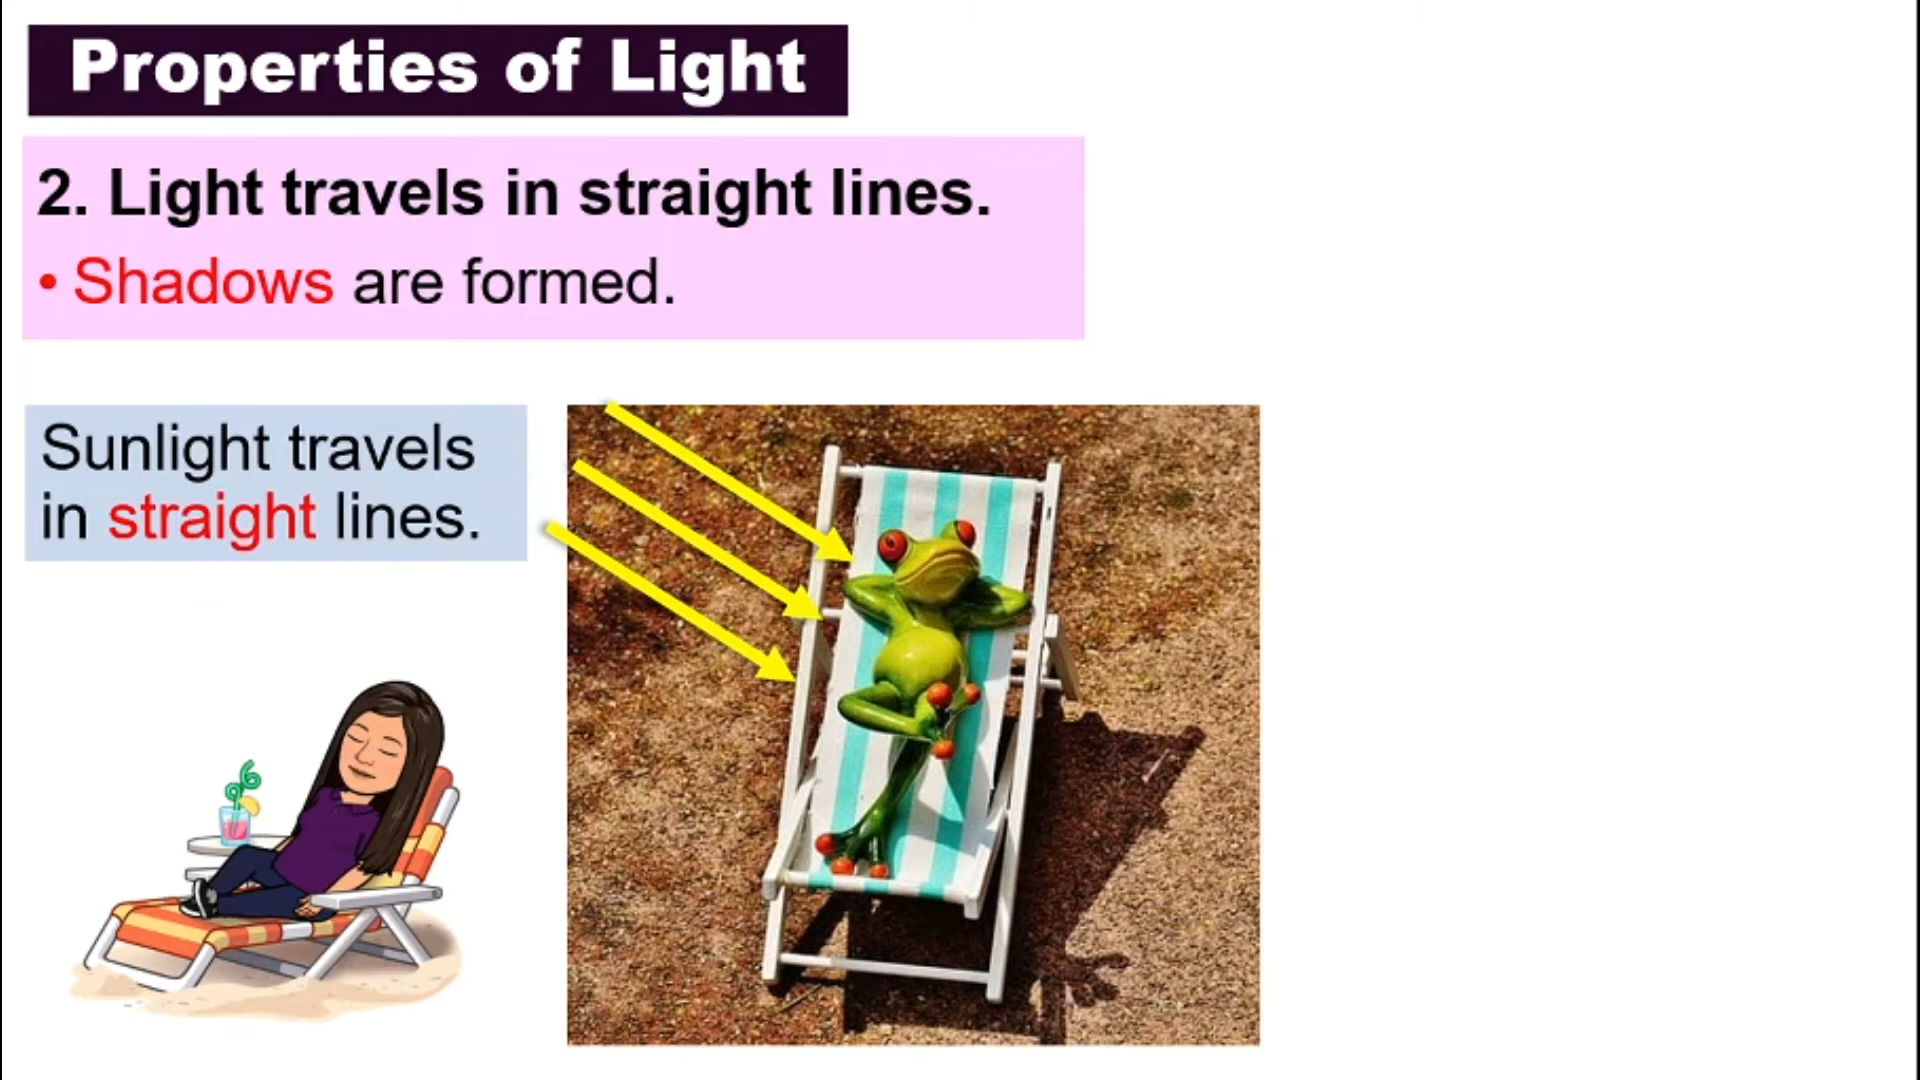 Properties of Light
2. Light travels in straight lines.
• Shadows are formed.
Sunlight travels
in straight lines.